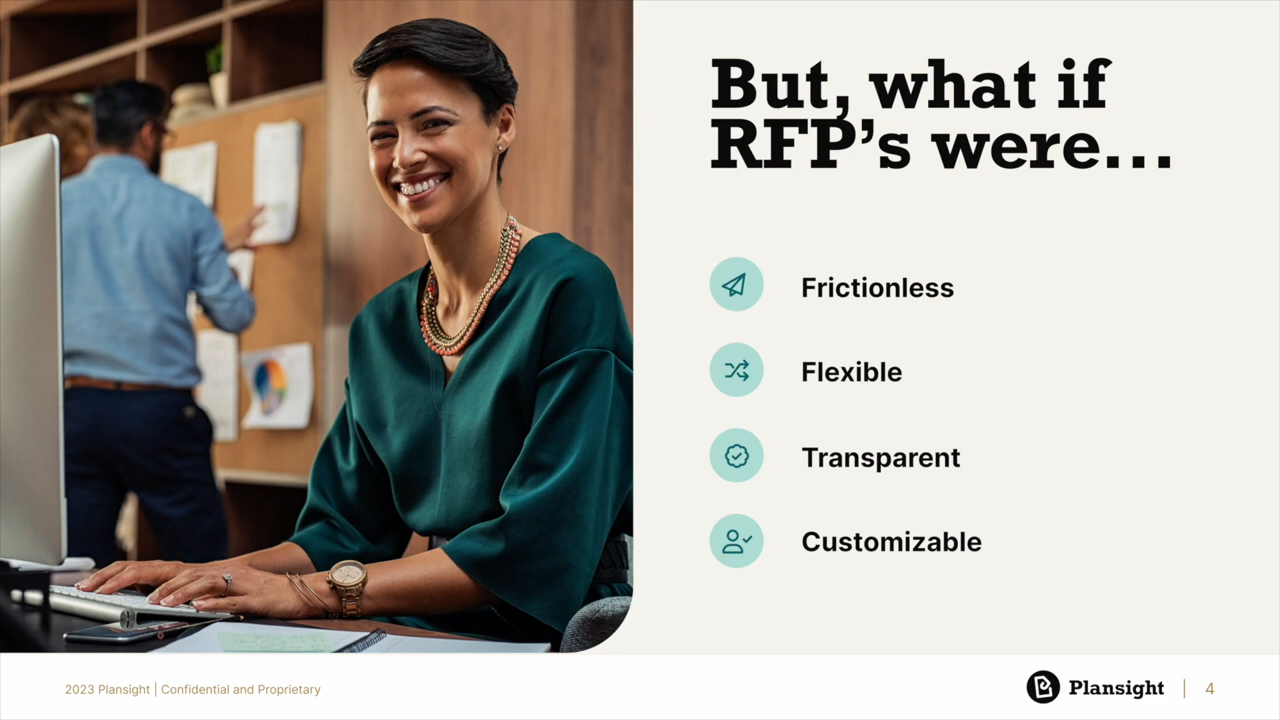 But, what if
RFP's were...
Frictionless
Flexible
Transparent
Customizable
2023 Plansight | Confidential and Proprietary
Plansight | 4